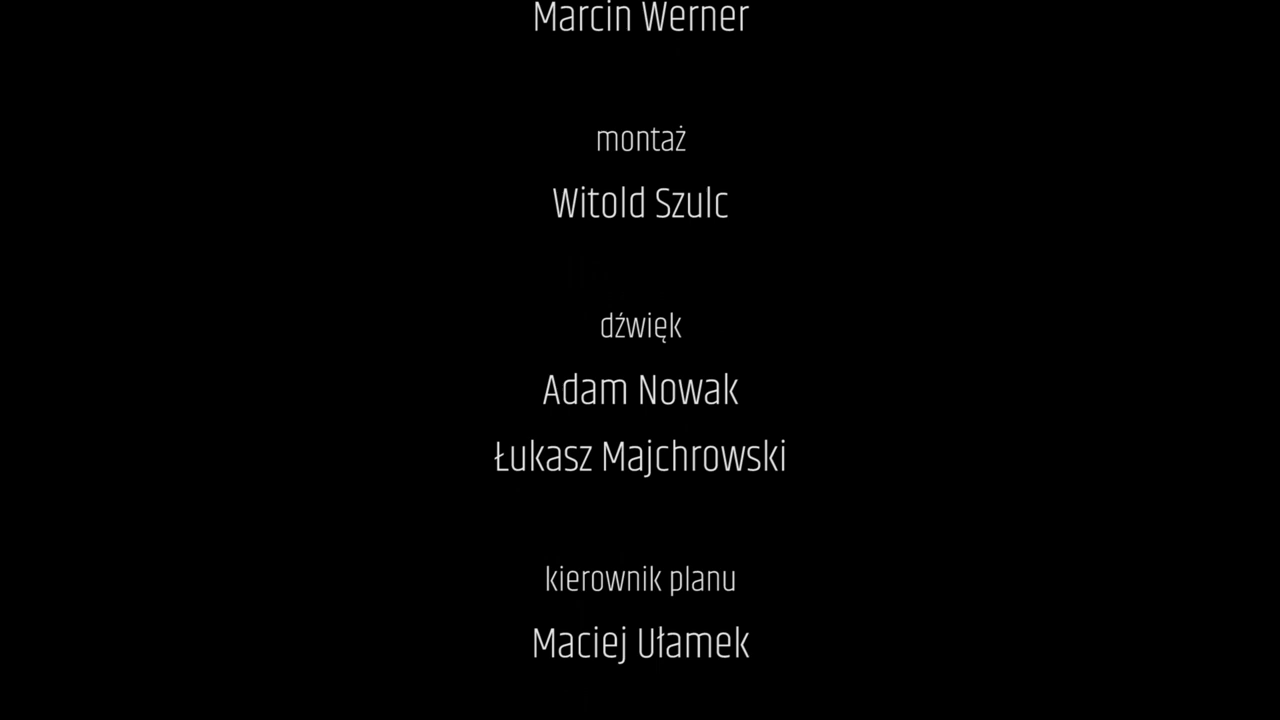 Marcin Werner
montaż
Witold Szulc
dźwięk
Adam Nowak
Łukasz Majchrowski
kierownik planu
Maciej Ułamek